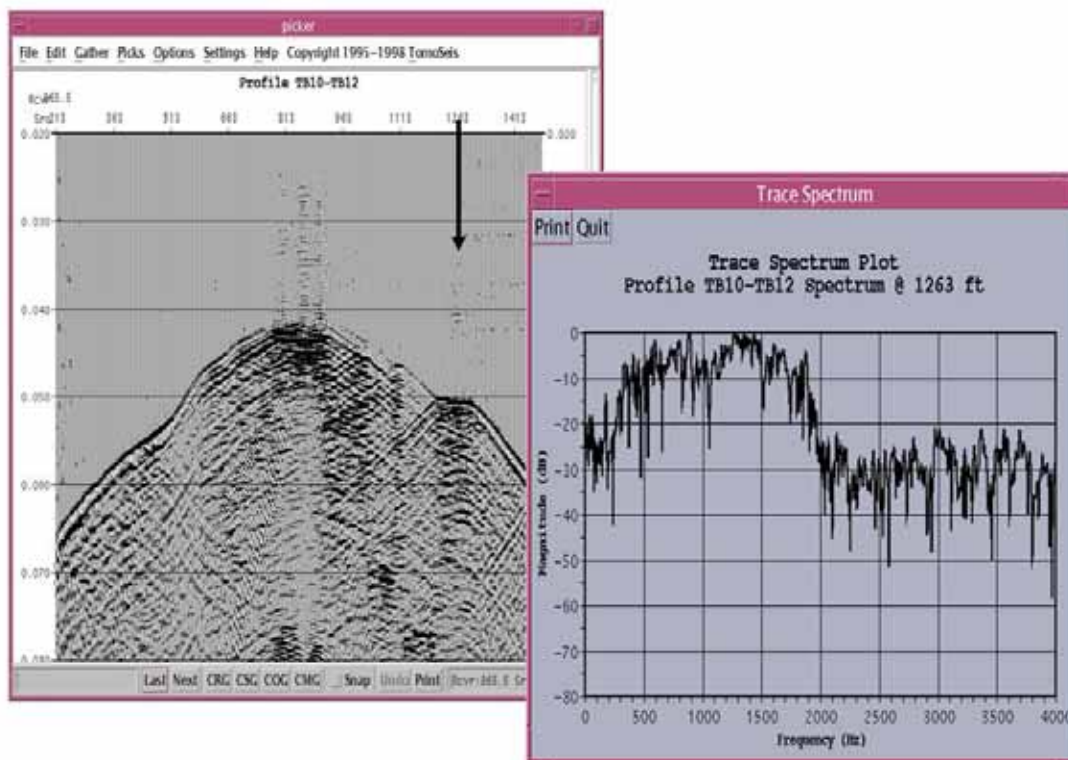 picker
File Edit Gather Picks Options Settings Help Copyright 1995-1998 TomoSeis
Profile TB10-TB12
0.020 0.020
0.030
0.040
0.050
0.060
0.070
Last Next CRG CSG COG CMG Snap Undo Print
Trace Spectrum
Print Quit
Trace Spectrum Plot
Profile TB10-TB12 Spectrum @ 1263 ft
Magnitude (dB)
0
-10
-20
-30
-40
-50
-60
-70
-80
0 500 1000 1500 2000 2500 3000 3500 4000
Frequency (Hz)